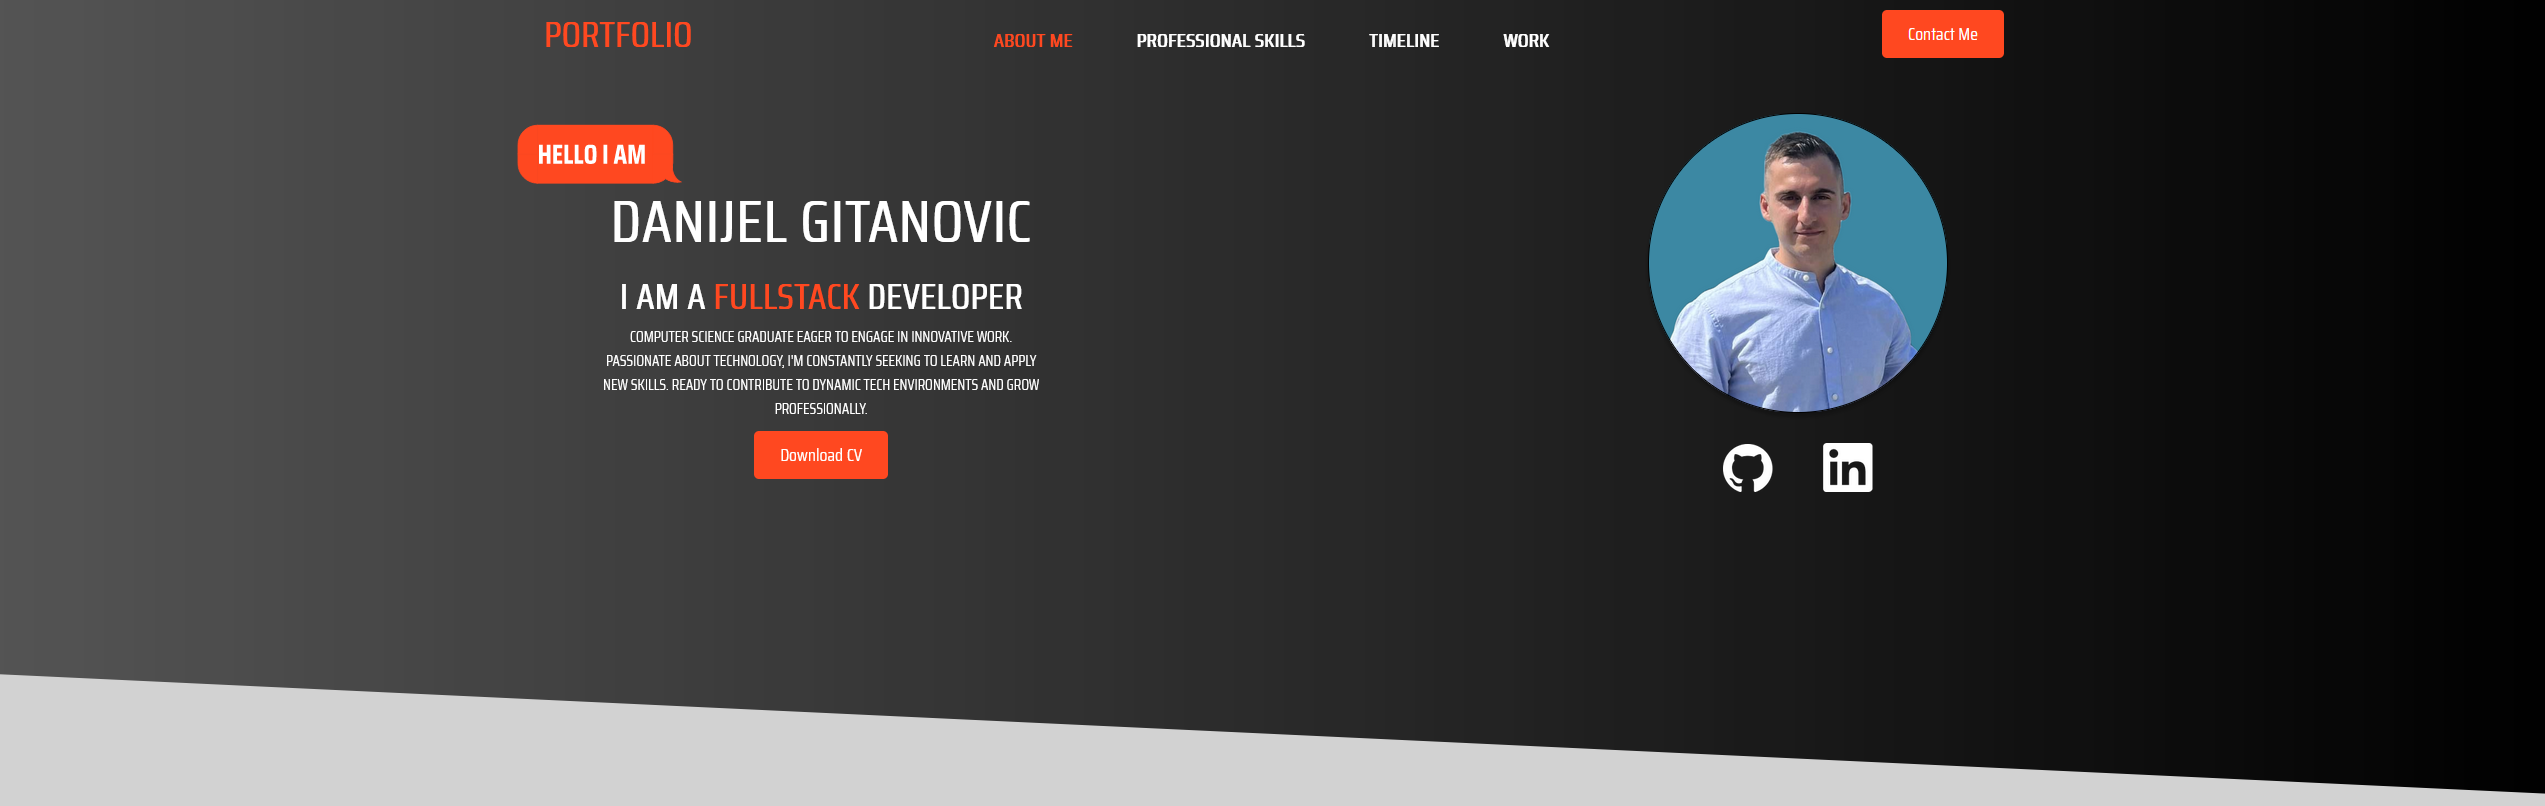 PORTFOLIO
ABOUT ME
PROFESSIONAL SKILLS
TIMELINE
WORK
Contact Me
HELLO I AM
DANIJEL GITANOVIC
I AM A FULLSTACK DEVELOPER
COMPUTER SCIENCE GRADUATE EAGER TO ENGAGE IN INNOVATIVE WORK.
PASSIONATE ABOUT TECHNOLOGY, I'M CONSTANTLY SEEKING TO LEARN AND APPLY
NEW SKILLS. READY TO CONTRIBUTE TO DYNAMIC TECH ENVIRONMENTS AND GROW
PROFESSIONALLY.
Download CV
in